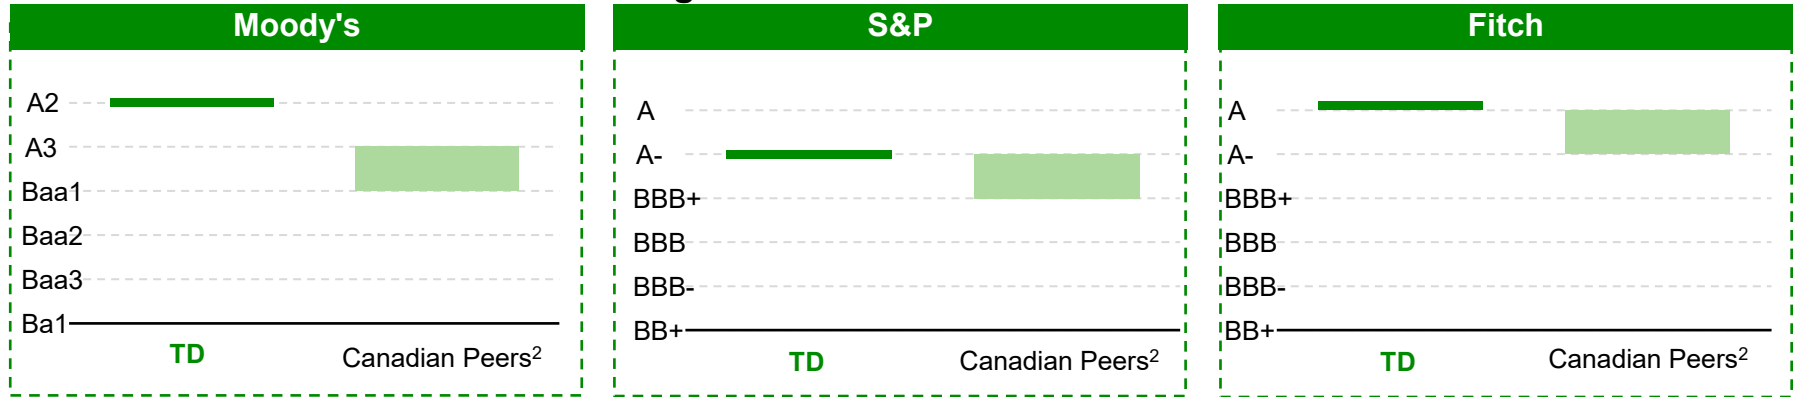 Moody's
A2
A3
Baa1
Baa2
Baa3
Ba1
TD
Canadian Peers2
S&P
A
A-
BBB+
BBB
BBB-
BB+
TD
Canadian Peers2
Fitch
A
A-
BBB+
BBB
BBB-
BB+
TD
Canadian Peers2